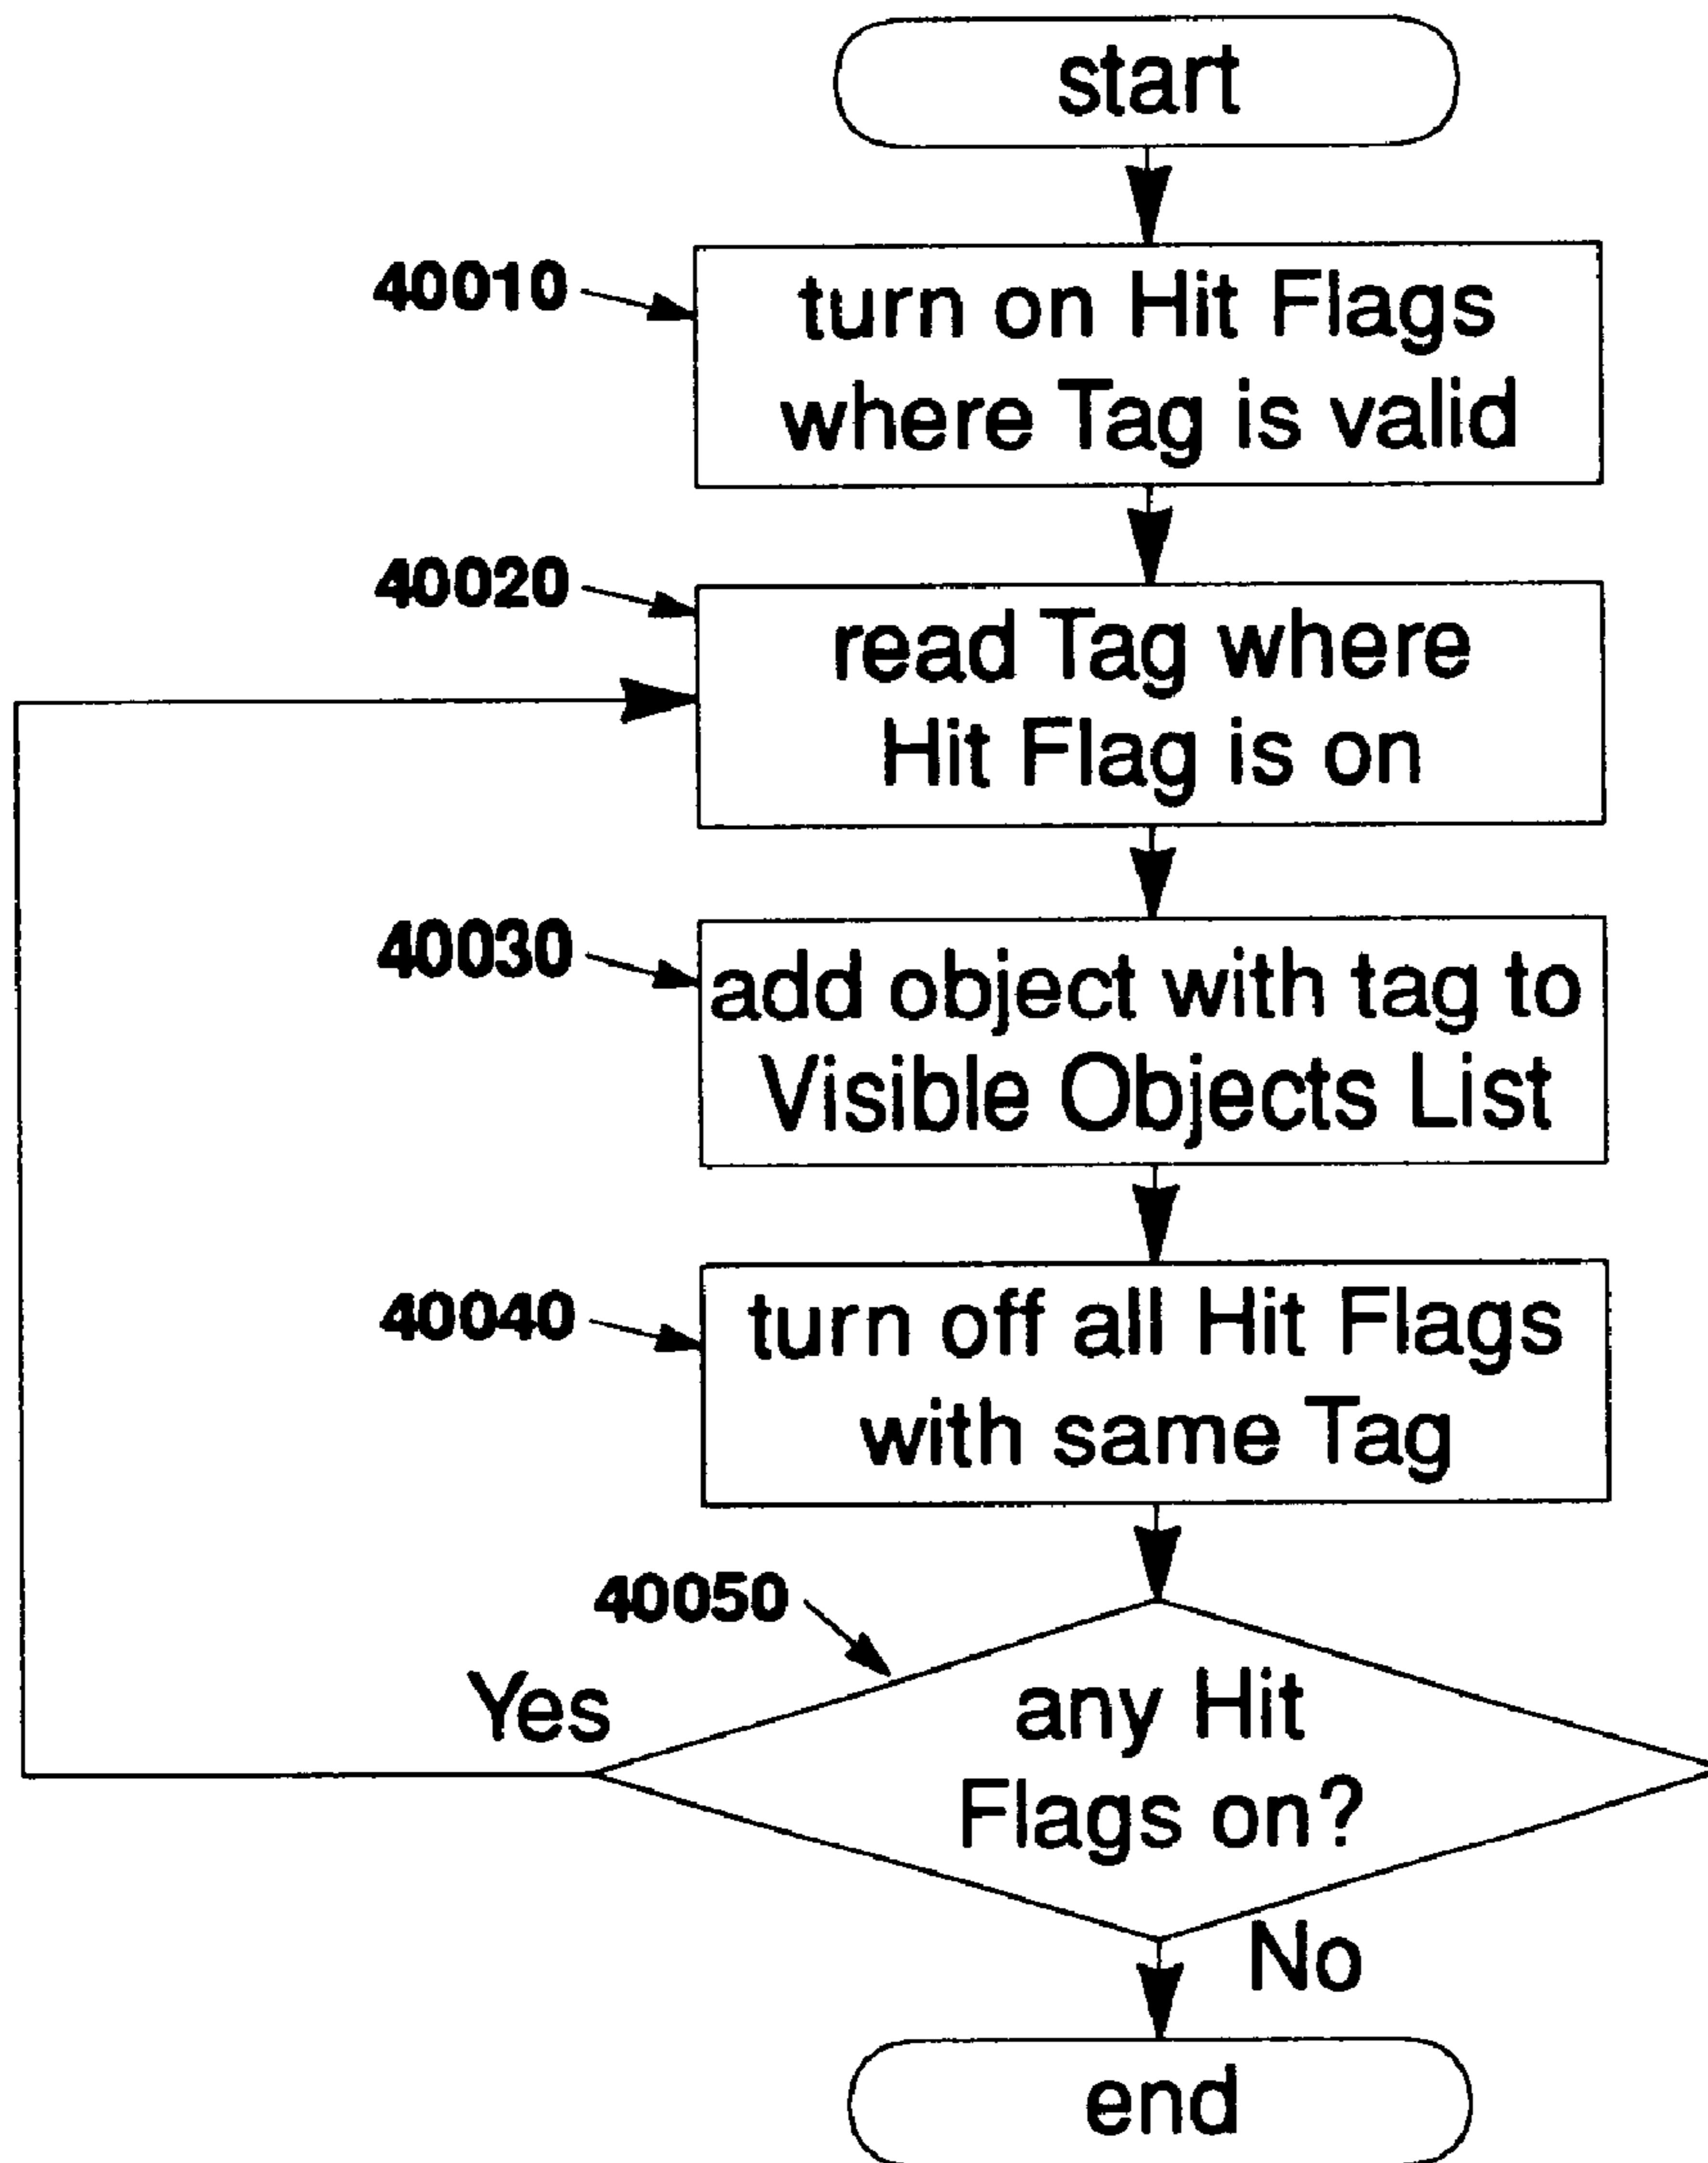 start
40010
turn on Hit Flags
where Tag is valid
40020
read Tag where
Hit Flag is on
40030
add object with tag to
Visible Objects List
40040
turn off all Hit Flags
with same Tag
40050
Yes
any Hit
Flags on?
No
end